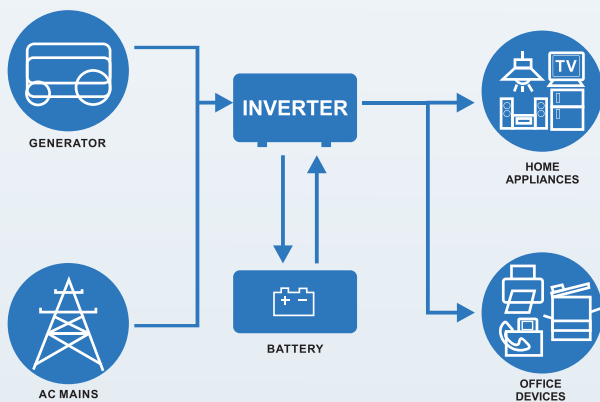 GENERATOR
INVERTER
TV
HOME
APPLIANCES
AC MAINS
BATTERY
OFFICE
DEVICES